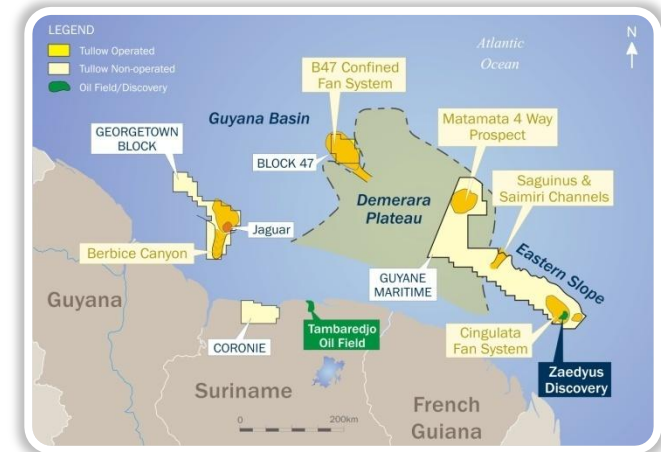 LEGEND
Tullow Operated
Tullow Non-operated
Oil Field/Discovery
Atlantic
Ocean
N
B47 Confined
Fan System
Guyana Basin
Matamata 4 Way
Prospect
GEORGETOWN
BLOCK
BLOCK 47
Saguinus &
Saimiri Channels
Demerara
Plateau
Jaguar
Berbice Canyon
Eastern Slope
GUYANE
MARITIME
Guyana
CORONIE
Tambaredjo
Oil Field
Cingulata
Fan System
Zaedyus
Discovery
Suriname
French
Guiana
0
200km